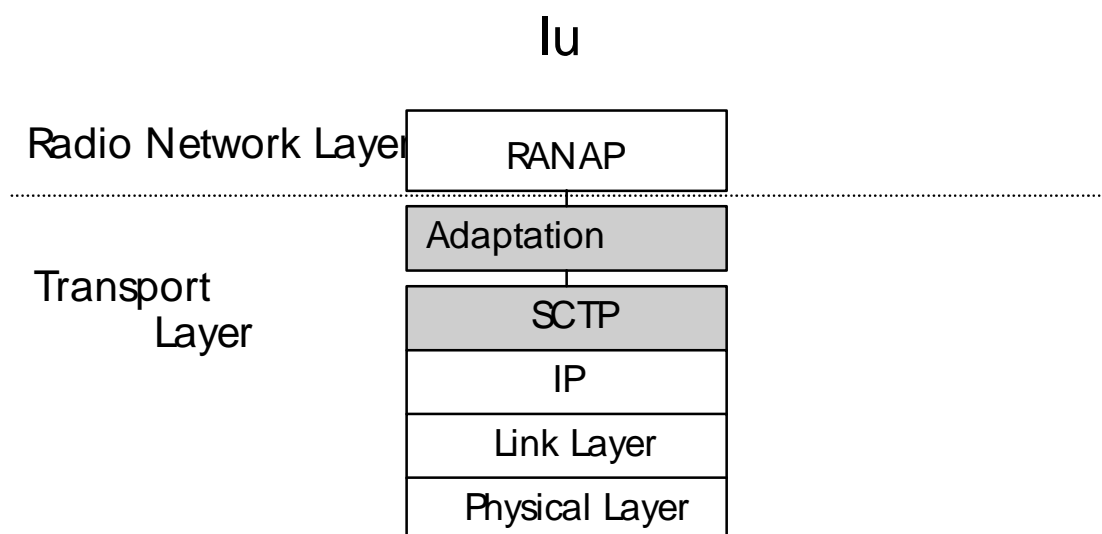 Iu
Radio Network Layer
RANAP
Adaptation
Transport
Layer
SCTP
IP
Link Layer
Physical Layer